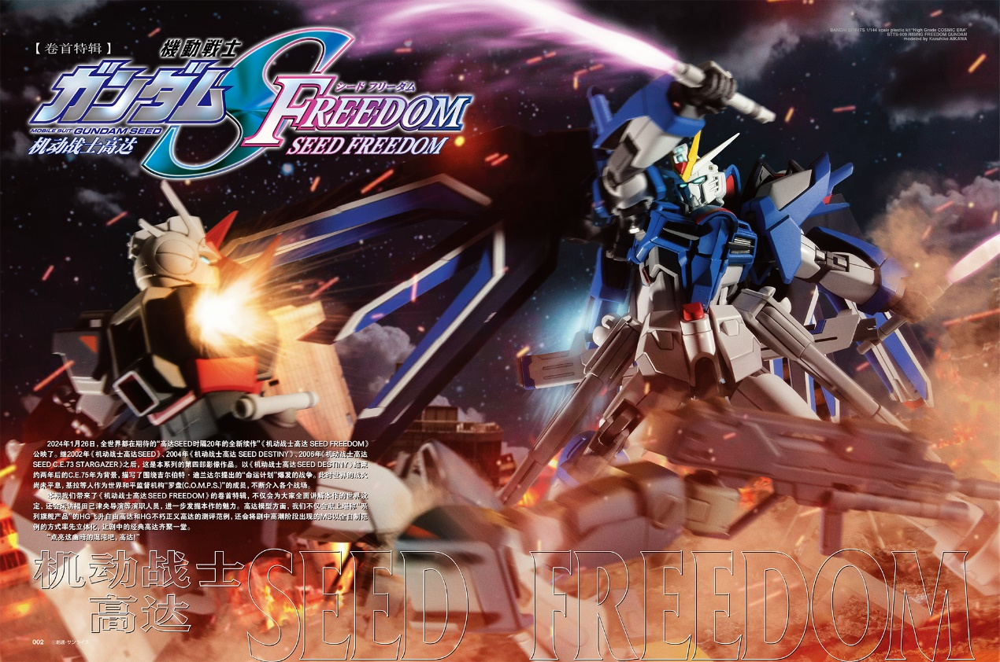 【 卷首特辑 】
機動戦士
ガンダム
シード フリーダム
S FREEDOM
MOBILE SUIT GUNDAM SEED
机动战士高达
SEED FREEDOM
BANDAI SPIRITS 1/144 scale plastic kit "High Grade COSMIC ERA"
STTS-909 RISING FREEDOM GUNDAM
modeled by Kazuhiko AIKAWA
2024年1月26日，全世界都在期待的“高达SEED时隔20年的全新续作”《机动战士高达 SEED FREEDOM》
公映了。继2002年《机动战士高达SEED》、2004年《机动战士高达 SEED DESTINY》、2006年《机动战士高达
SEED C.E.73 STARGAZER》之后，这是本系列的第四部影像作品。以《机动战士高达SEED DESTINY》结束
约两年后的C.E.75年为背景，描写了围绕吉尔伯特·迪兰达尔提出的“命运计划”爆发的战争。此时世界的战火
尚未平息，基拉等人作为世界和平监督机构“罗盘(C.O.M.P.S.)”的成员，不断介入各个战场。
本期我们带来了《机动战士高达 SEED FREEDOM》的卷首特辑，不仅会为大家全面讲解本作的世界设
定，还会采访福田己津央导演等演职人员，进一步发掘本作的魅力。高达模型方面，我们不仅会献上堪称“系
列旗舰产品”的HG飞升自由高达和HG不朽正义高达的测评范例，还会将剧中高潮阶段出现的MS以全自制范
例的方式率先立体化，让剧中的经典高达齐聚一堂。
“点亮这幽暗的混沌吧，高达！”
机动战士
高达
SEED FREEDOM
002
©創通・サンライズ